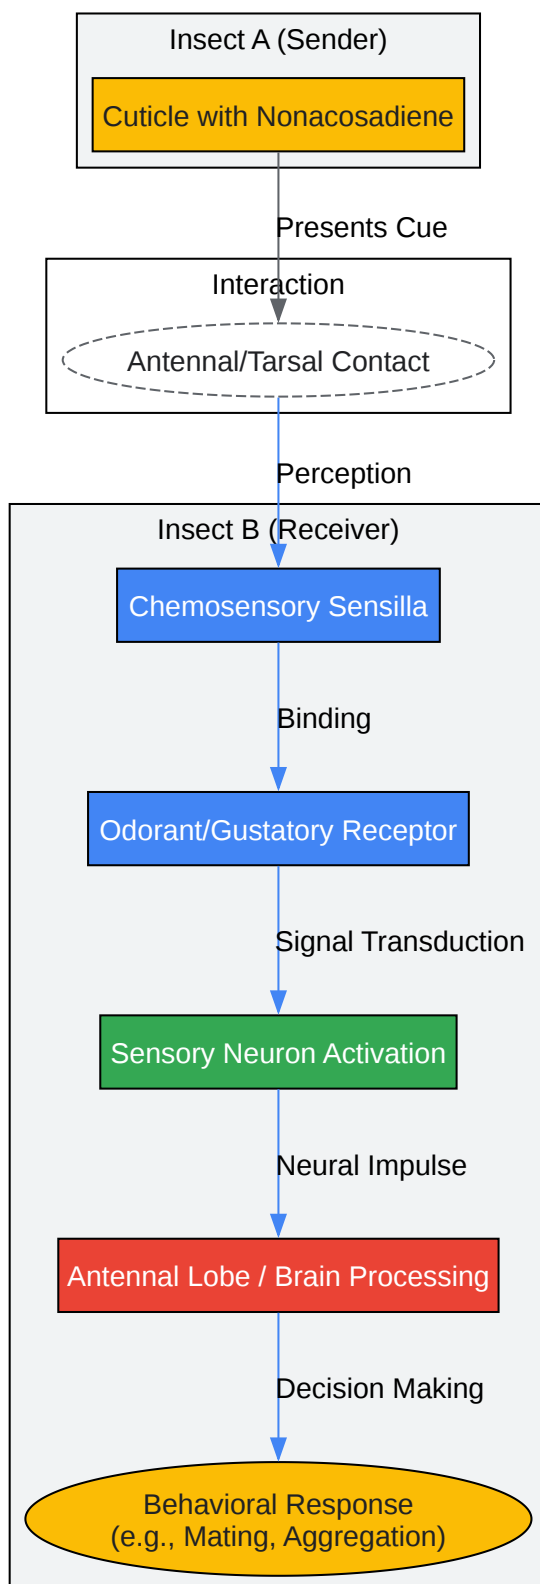 Insect A (Sender)
Cuticle with Nonacosadiene
Presents Cue
Interaction
Antennal/Tarsal Contact
Perception
Insect B (Receiver)
Chemosensory Sensilla
Binding
Odorant/Gustatory Receptor
Signal Transduction
Sensory Neuron Activation
Neural Impulse
Antennal Lobe / Brain Processing
Decision Making
Behavioral Response
(e.g., Mating, Aggregation)